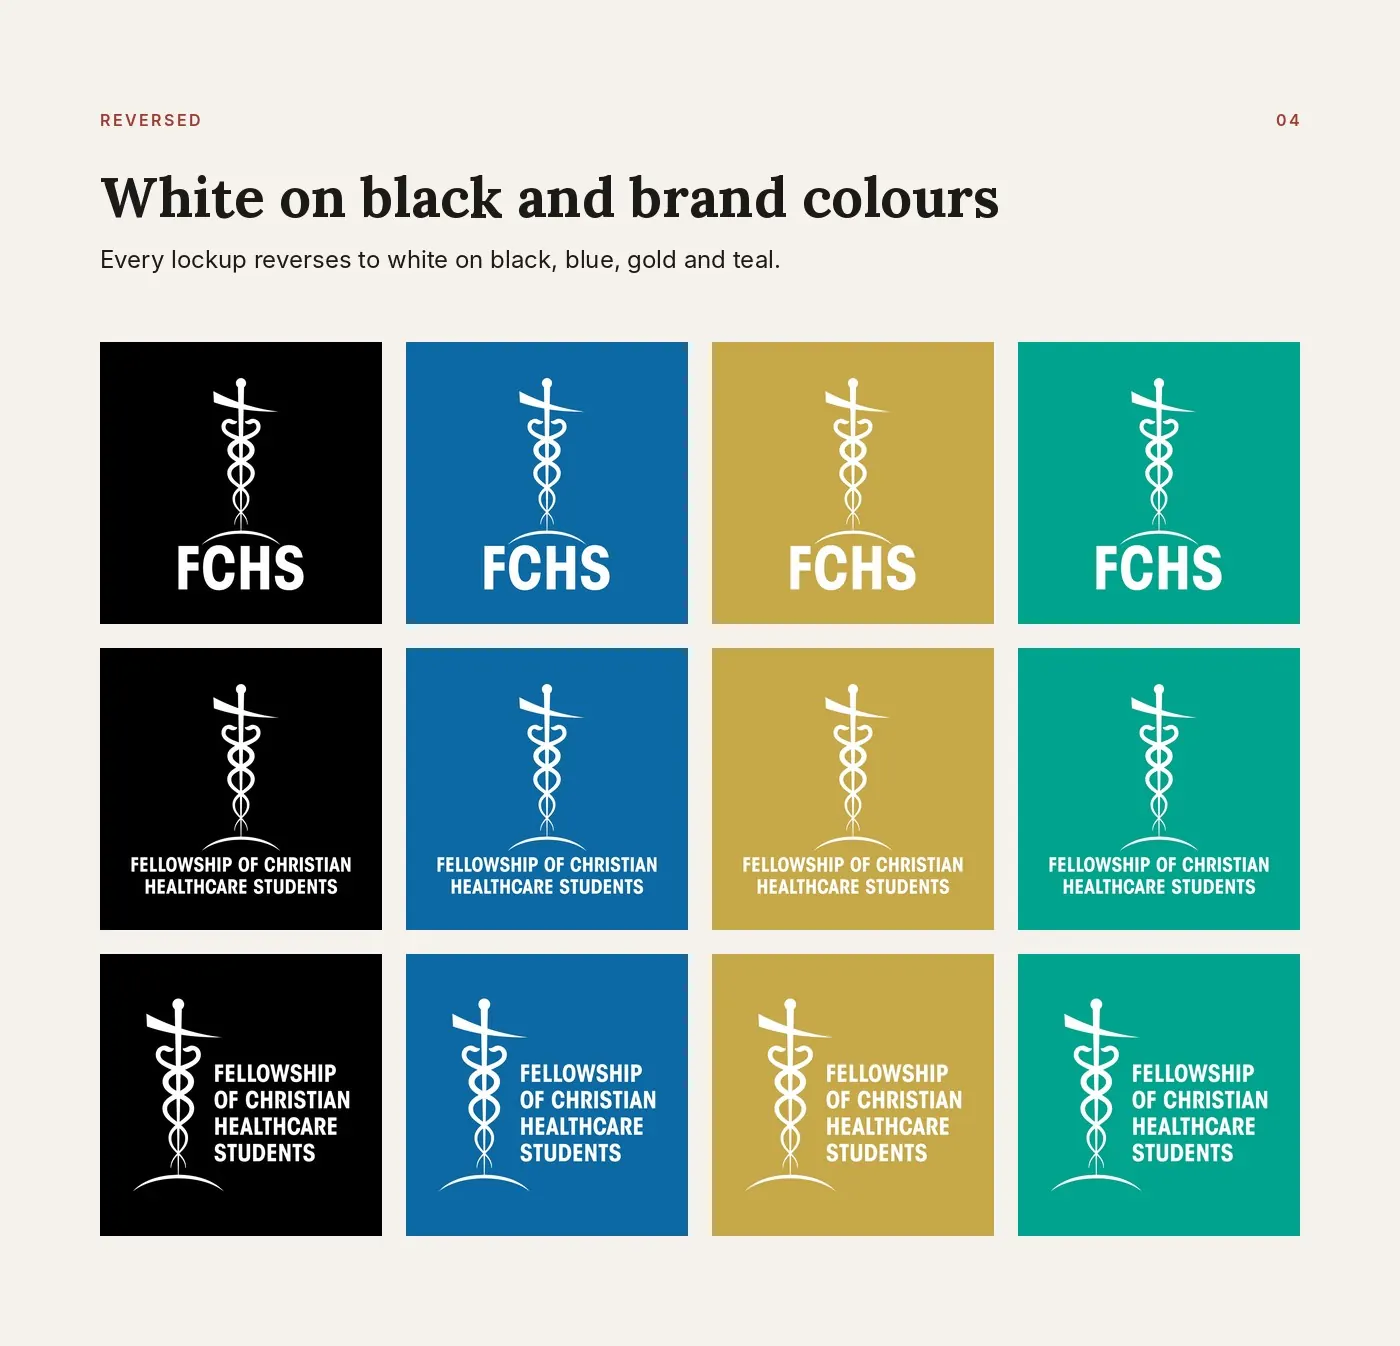 REVERSED
04
White on black and brand colours
Every lockup reverses to white on black, blue, gold and teal.
FCHS
FCHS
FCHS
FCHS
FELLOWSHIP OF CHRISTIAN
HEALTHCARE STUDENTS
FELLOWSHIP OF CHRISTIAN
HEALTHCARE STUDENTS
FELLOWSHIP OF CHRISTIAN
HEALTHCARE STUDENTS
FELLOWSHIP OF CHRISTIAN
HEALTHCARE STUDENTS
FELLOWSHIP
OF CHRISTIAN
HEALTHCARE
STUDENTS
FELLOWSHIP
OF CHRISTIAN
HEALTHCARE
STUDENTS
FELLOWSHIP
OF CHRISTIAN
HEALTHCARE
STUDENTS
FELLOWSHIP
OF CHRISTIAN
HEALTHCARE
STUDENTS